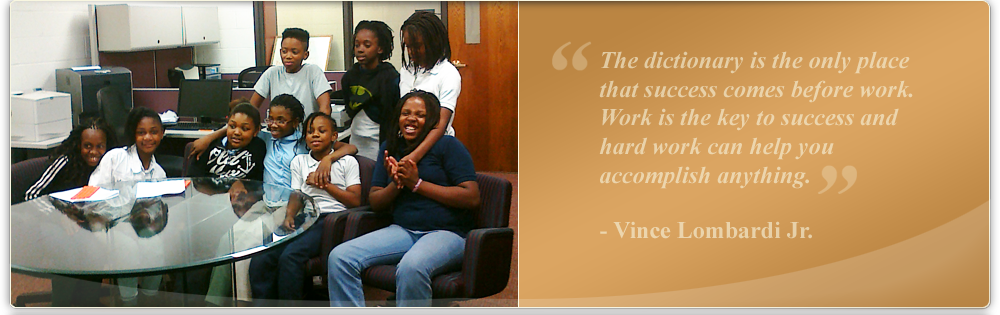 “ The dictionary is the only place
that success comes before work.
Work is the key to success and
hard work can help you
accomplish anything. ”
- Vince Lombardi Jr.